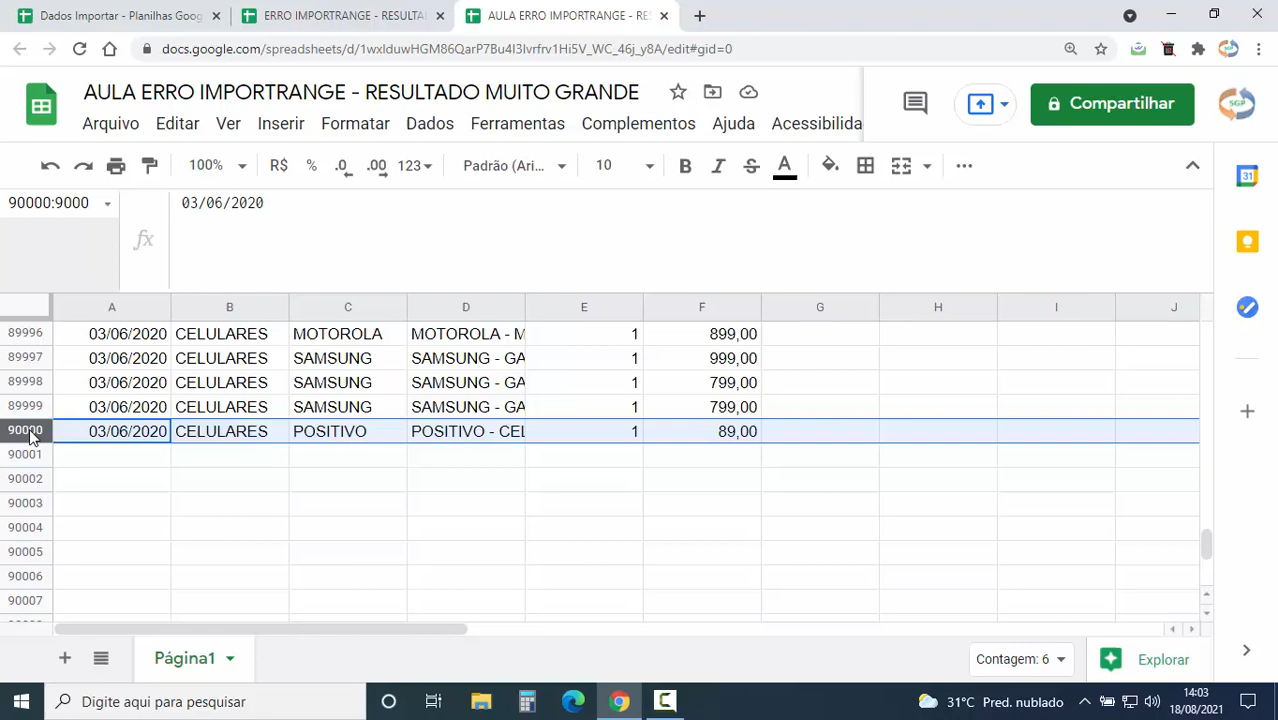 Dados Importar - Planilhas Goog
ERRO IMPORTRANGE - RESULTA
AULA ERRO IMPORTRANGE - RES
docs.google.com/spreadsheets/d/1wxlduwHGM86QarP7Bu4I3Ivrfrv1Hi5V_WC_46j_y8A/edit#gid=0
AULA ERRO IMPORTRANGE - RESULTADO MUITO GRANDE
Compartilhar
SGP
Arquivo Editar Ver Inserir Formatar Dados Ferramentas Complementos Ajuda Acessibilida
100% R$ % .0 .00 123 Padrão (Ari... 10 B I S A
31
90000:9000 fx 03/06/2020
A B C D E F G H I J
89996 03/06/2020 CELULARES MOTOROLA MOTOROLA - M 1 899,00
89997 03/06/2020 CELULARES SAMSUNG SAMSUNG - GA 1 999,00
89998 03/06/2020 CELULARES SAMSUNG SAMSUNG - GA 1 799,00
89999 03/06/2020 CELULARES SAMSUNG SAMSUNG - GA 1 799,00
90000 03/06/2020 CELULARES POSITIVO POSITIVO - CEL 1 89,00
90001
90002
90003
90004
90005
90006
90007
Página1 Contagem: 6 Explorar
Digite aqui para pesquisar 31°C Pred. nublado 14:03
18/08/2021